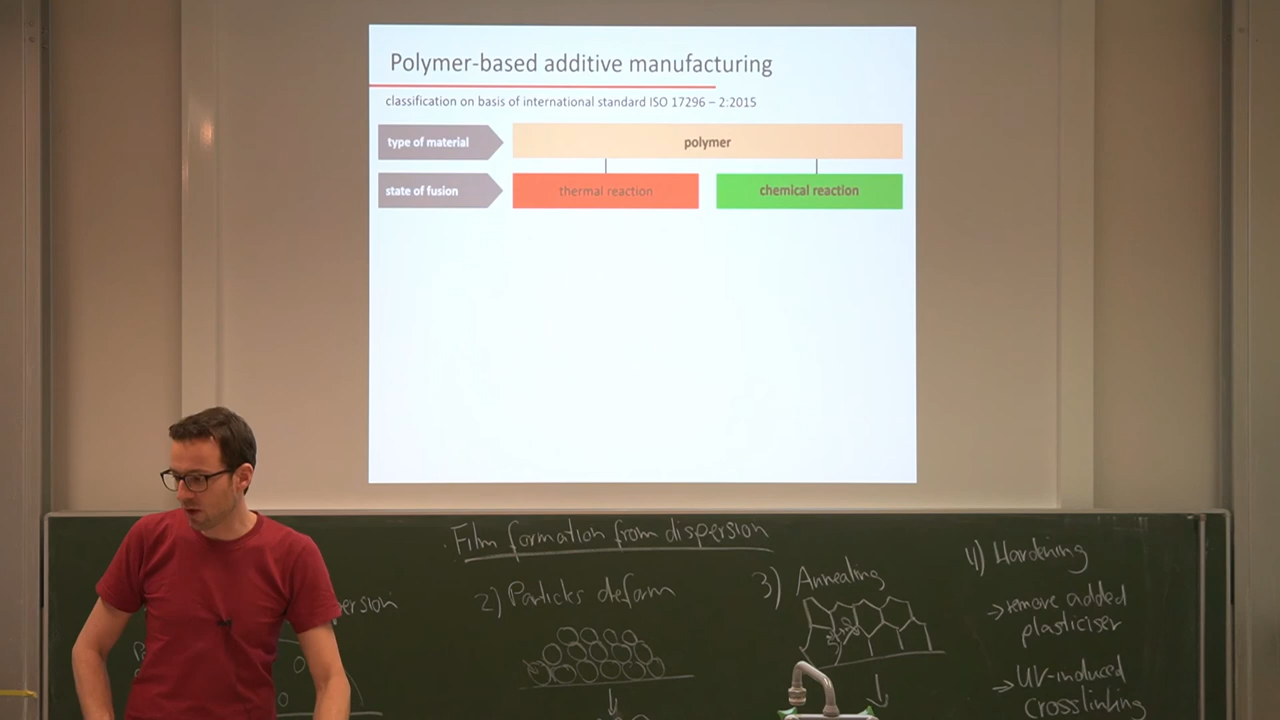 Polymer-based additive manufacturing
classification on basis of international standard ISO 17296 – 2:2015
type of material
polymer
state of fusion
thermal reaction
chemical reaction
Film formation from dispersion
2) Particles deform
3) Annealing
4) Hardening
→ remove added
plasticiser
→ UV-induced
crosslinking